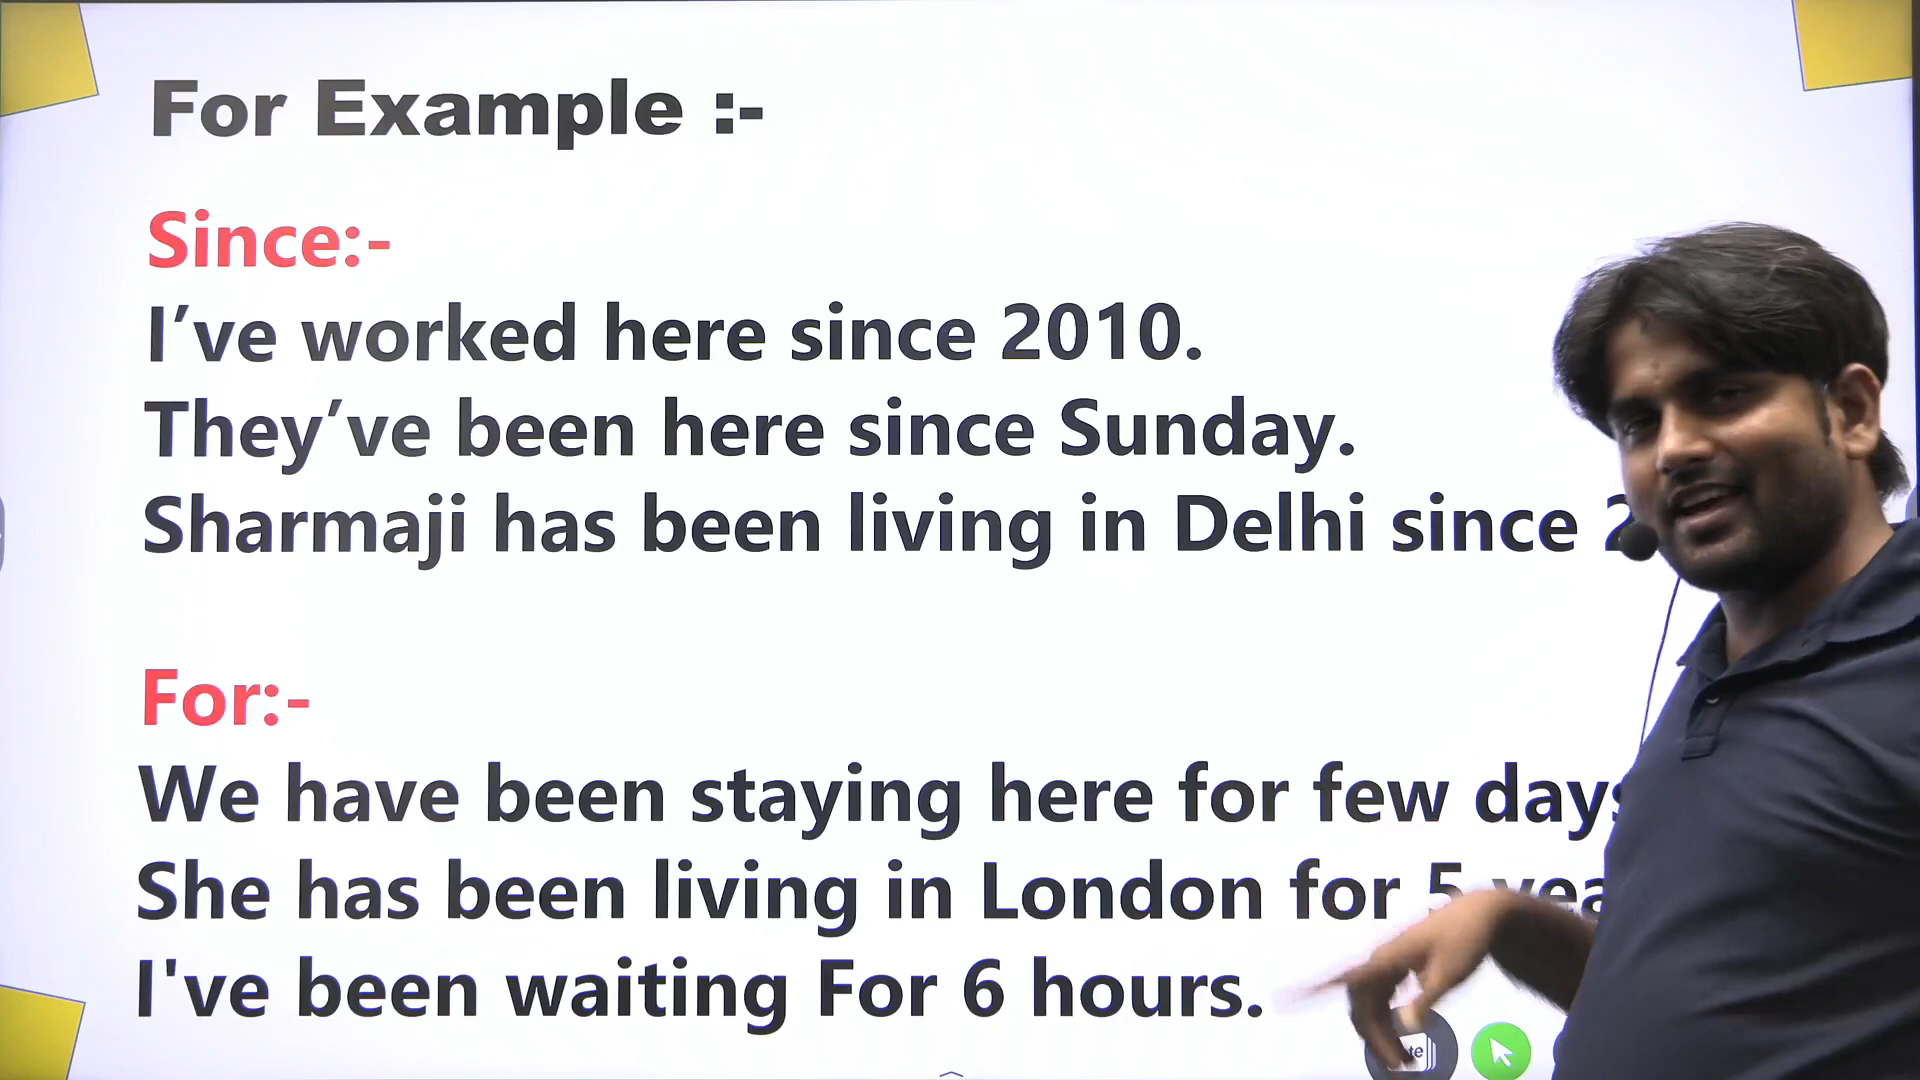 For Example :-
Since:-
I’ve worked here since 2010.
They’ve been here since Sunday.
Sharmaji has been living in Delhi since
For:-
We have been staying here for few days
She has been living in London for 5
I've been waiting For 6 hours.